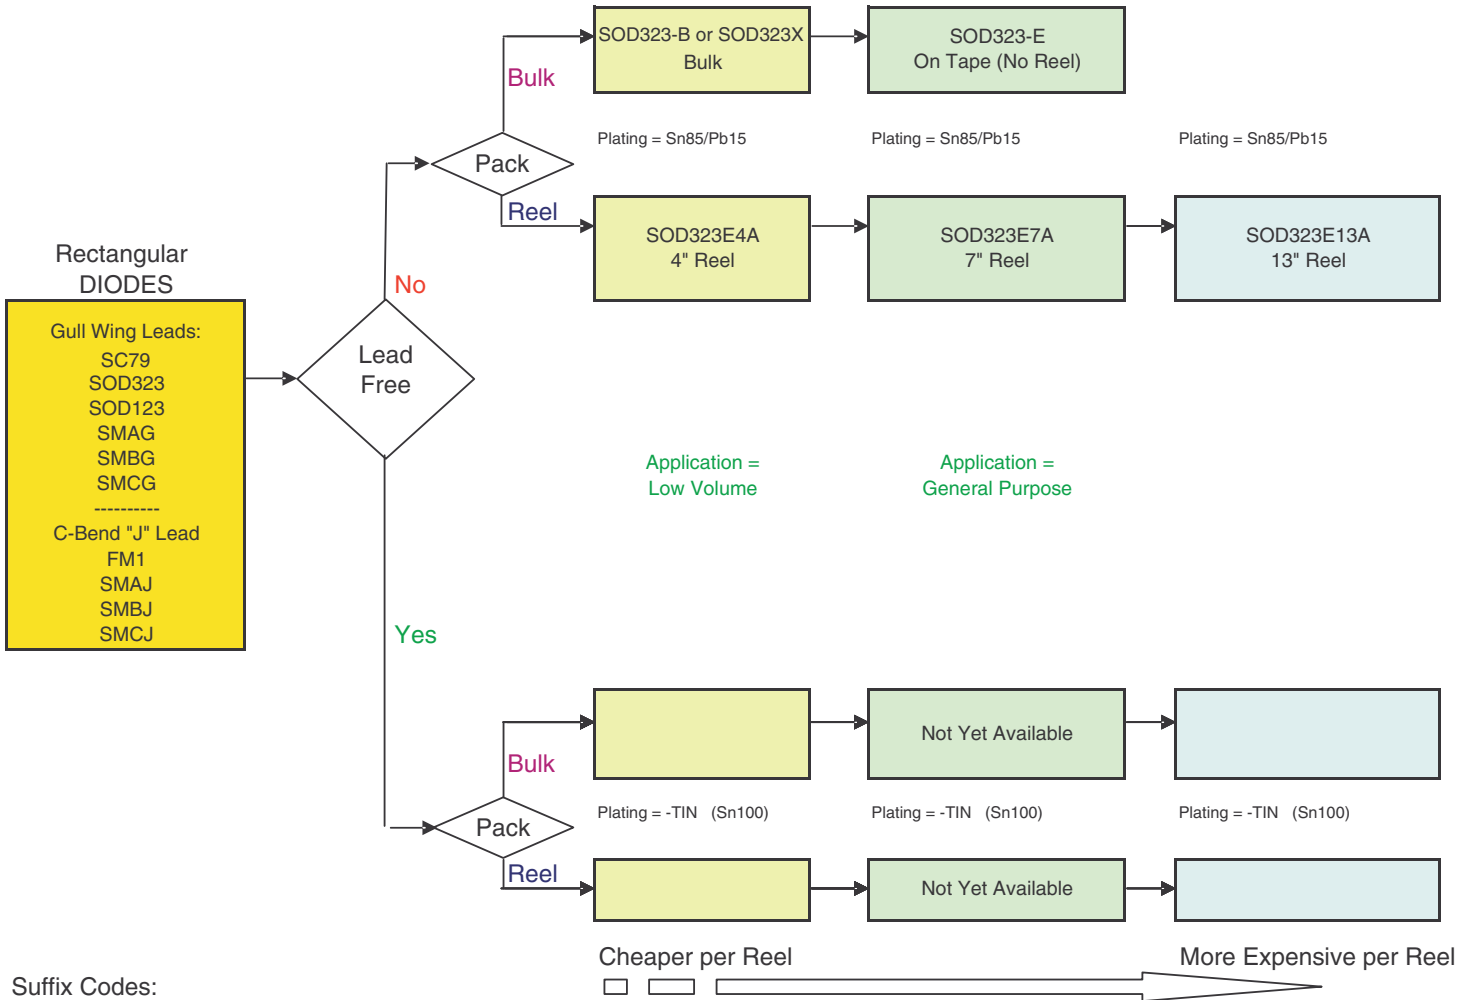 SOD323-B or SOD323X
Bulk
SOD323-E
On Tape (No Reel)
Bulk
Plating = Sn85/Pb15
Plating = Sn85/Pb15
Plating = Sn85/Pb15
Pack
Reel
SOD323E4A
4" Reel
SOD323E7A
7" Reel
SOD323E13A
13" Reel
Rectangular
DIODES
No
Gull Wing Leads:
SC79
SOD323
SOD123
SMAG
SMBG
SMCG
----------
C-Bend "J" Lead
FM1
SMAJ
SMBJ
SMCJ
Lead
Free
Application =
Low Volume
Application =
General Purpose
Yes
Bulk
Not Yet Available
Plating = -TIN (Sn100)
Plating = -TIN (Sn100)
Plating = -TIN (Sn100)
Pack
Reel
Not Yet Available
Cheaper per Reel
More Expensive per Reel
Suffix Codes: